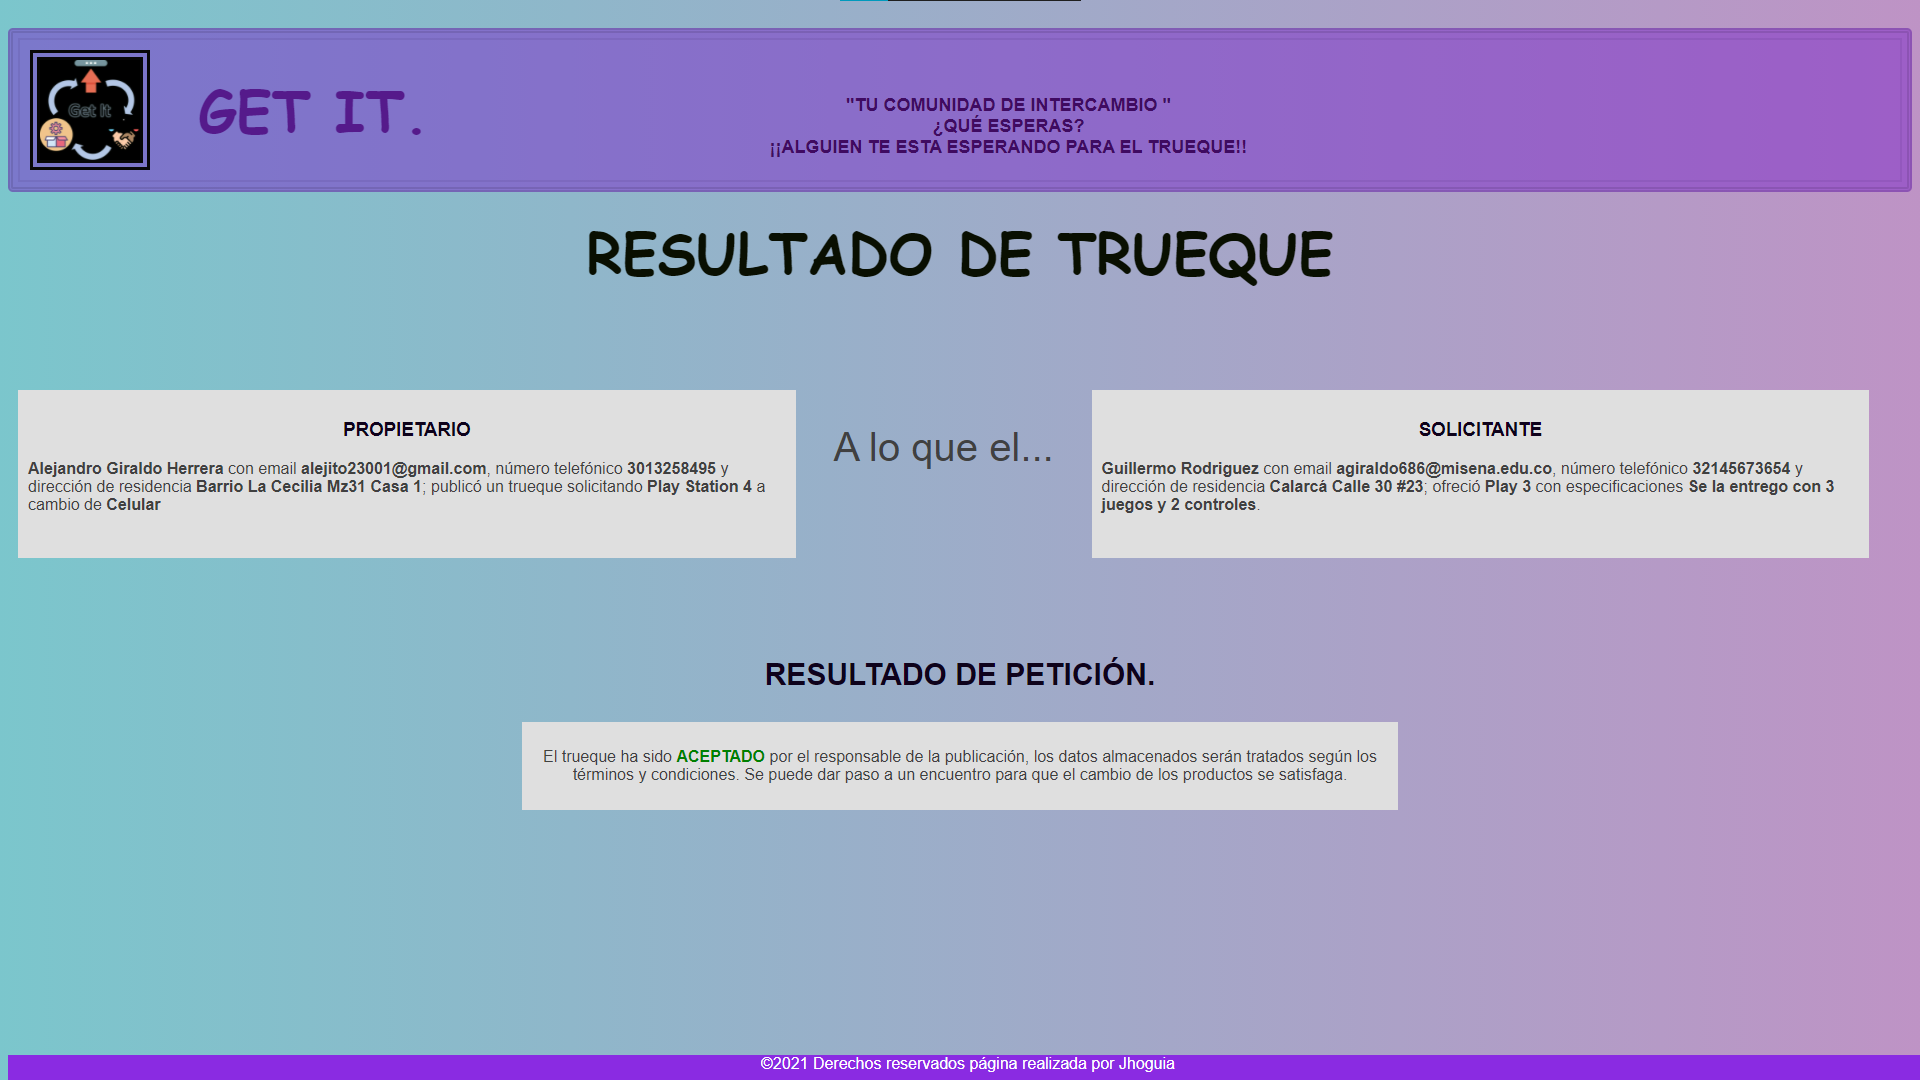 Get It
GET IT.
"TU COMUNIDAD DE INTERCAMBIO "
¿QUÉ ESPERAS?
¡¡ALGUIEN TE ESTA ESPERANDO PARA EL TRUEQUE!!
RESULTADO DE TRUEQUE
PROPIETARIO
Alejandro Giraldo Herrera con email alejito23001@gmail.com, número telefónico 3013258495 y
dirección de residencia Barrio La Cecilia Mz31 Casa 1; publicó un trueque solicitando Play Station 4 a
cambio de Celular
A lo que el...
SOLICITANTE
Guillermo Rodriguez con email agiraldo686@misena.edu.co, número telefónico 32145673654 y
dirección de residencia Calarcá Calle 30 #23; ofreció Play 3 con especificaciones Se la entrego con 3
juegos y 2 controles.
RESULTADO DE PETICIÓN.
El trueque ha sido ACEPTADO por el responsable de la publicación, los datos almacenados serán tratados según los
términos y condiciones. Se puede dar paso a un encuentro para que el cambio de los productos se satisfaga.
©2021 Derechos reservados página realizada por Jhoguia